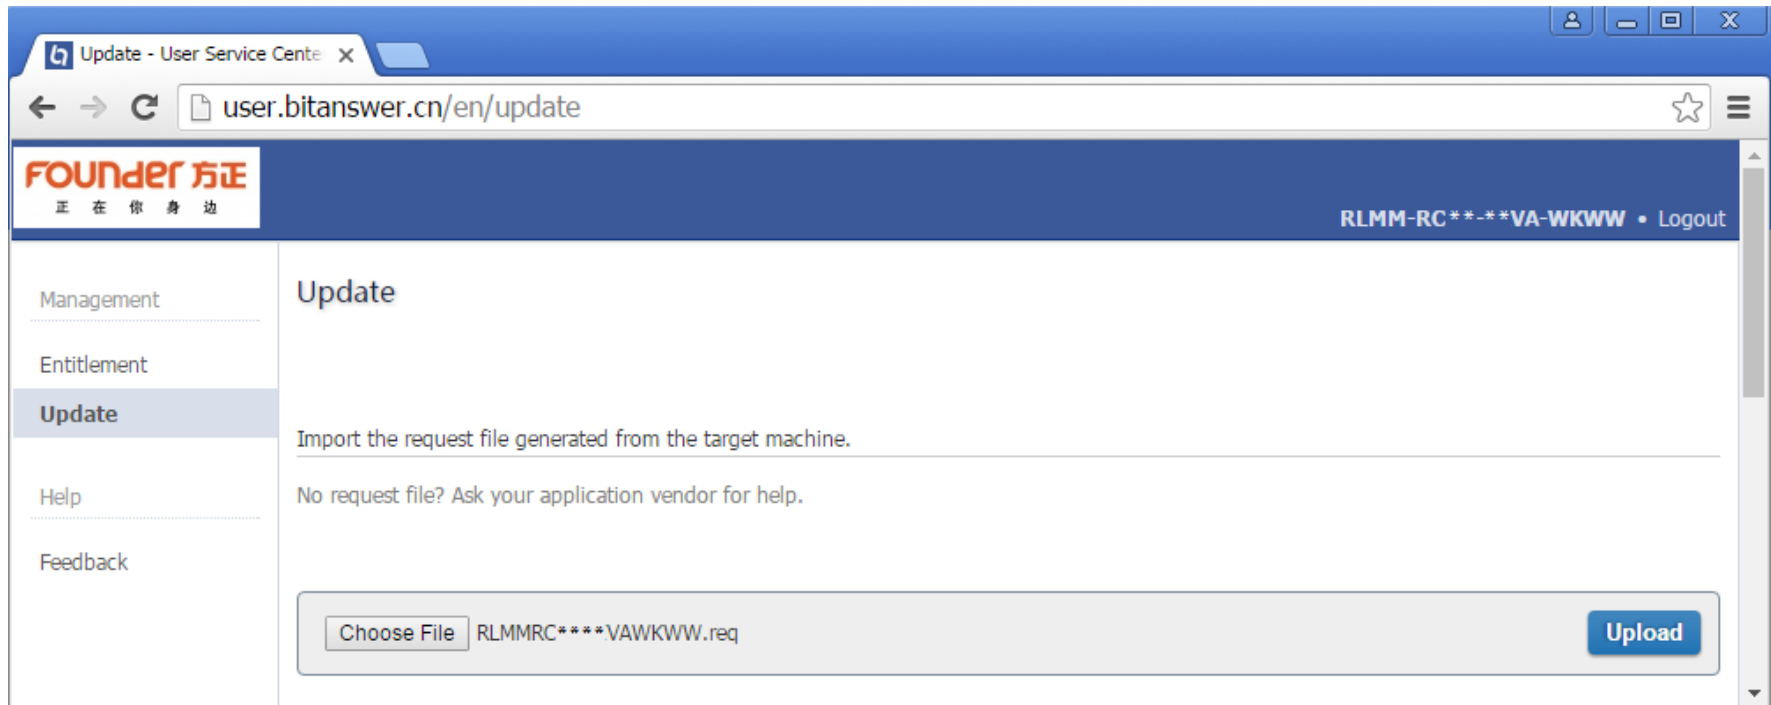 Update - User Service Cente
user.bitanswer.cn/en/update
Founder 方正
正在你身边
RLMM-RC**-**VA-WKWW • Logout
Management
Entitlement
Update
Help
Feedback
Update
Import the request file generated from the target machine.
No request file? Ask your application vendor for help.
Choose File RLMMRC****VAWKWW.req
Upload